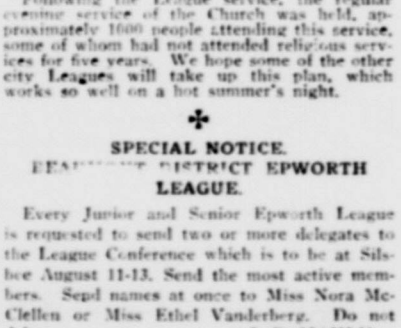 Following the League service, the regular
evening service of the Church was held, ap-
proximately 1000 people attending this service,
some of whom had not attended religious serv-
ices for five years. We hope some of the other
city Leagues will take up this plan, which
works so well on a hot summer's night.
SPECIAL NOTICE.
DISTRICT EPWORTH
LEAGUE.
Every Junior and Senior Epworth League
is requested to send two or more delegates to
the League Conference which is to be at Sils-
bee August 11-13. Send the most active mem-
bers. Send names at once to Miss Nora Mc-
Clellen or Miss Ethel Vanderberg. Do not